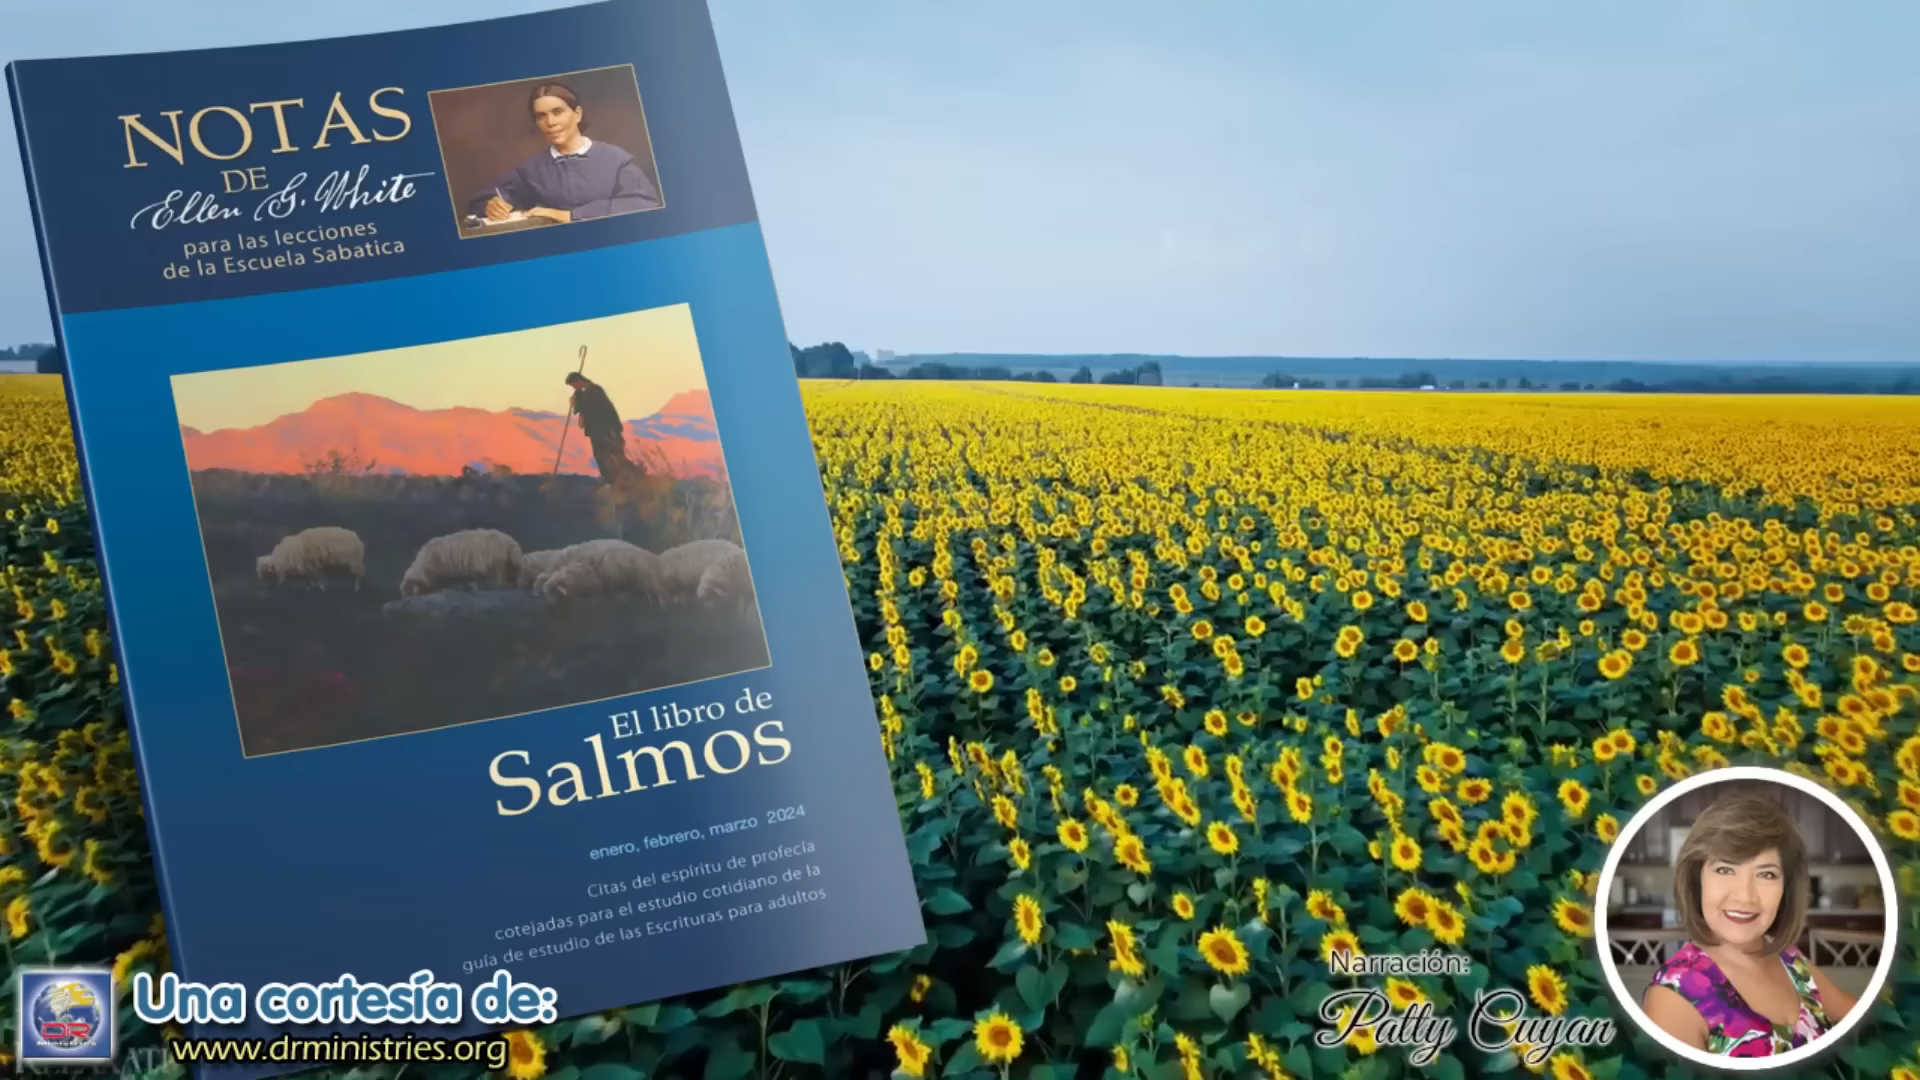 NOTAS
DE
Ellen G. White
para las lecciones
de la Escuela Sabatica
El libro de
Salmos
enero, febrero, marzo 2024
Citas del espíritu de profecía
cotejadas para el estudio cotidiano de la
guía de estudio de las Escrituras para adultos
DR
Ministries
Una cortesía de:
www.drministries.org
Narración:
Patty Cuyan